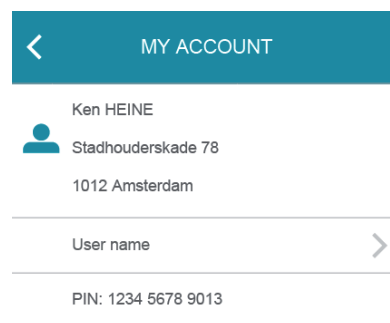 MY ACCOUNT
Ken HEINE
Stadhouderskade 78
1012 Amsterdam
User name
PIN: 1234 5678 9013